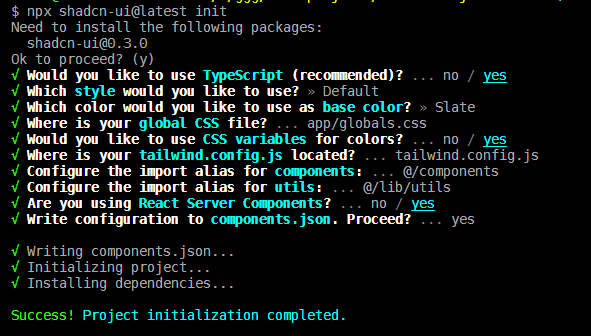 $ npx shadcn-ui@latest init
Need to install the following packages:
  shadcn-ui@0.3.0
Ok to proceed? (y)
√ Would you like to use TypeScript (recommended)? ... no / yes
√ Which style would you like to use? » Default
√ Which color would you like to use as base color? » Slate
√ Where is your global CSS file? ... app/globals.css
√ Would you like to use CSS variables for colors? ... no / yes
√ Where is your tailwind.config.js located? ... tailwind.config.js
√ Configure the import alias for components: ... @/components
√ Configure the import alias for utils: ... @/lib/utils
√ Are you using React Server Components? ... no / yes
√ Write configuration to components.json. Proceed? ... yes

√ Writing components.json...
√ Initializing project...
√ Installing dependencies...

Success! Project initialization completed.